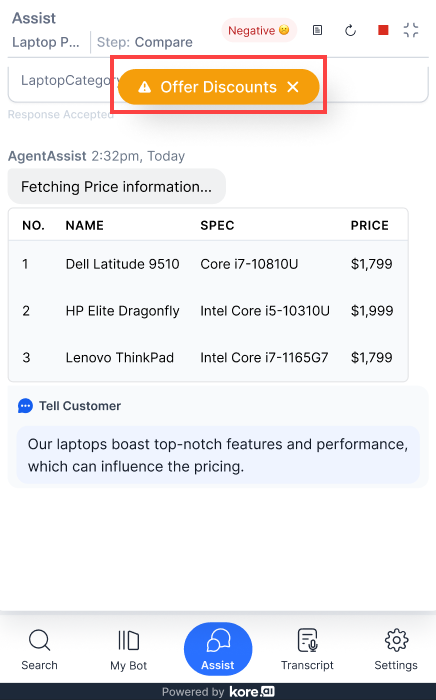 Assist
Laptop P... Step: Compare
Negative
Offer Discounts
Response Accepted
AgentAssist 2:32pm, Today
Fetching Price information...
NO. NAME SPEC PRICE
1 Dell Latitude 9510 Core i7-10810U $1,799
2 HP Elite Dragonfly Intel Core i5-10310U $1,999
3 Lenovo ThinkPad Intel Core i7-1165G7 $1,799
Tell Customer
Our laptops boast top-notch features and performance,
which can influence the pricing.
Search My Bot Assist Transcript Settings
Powered by kore.ai